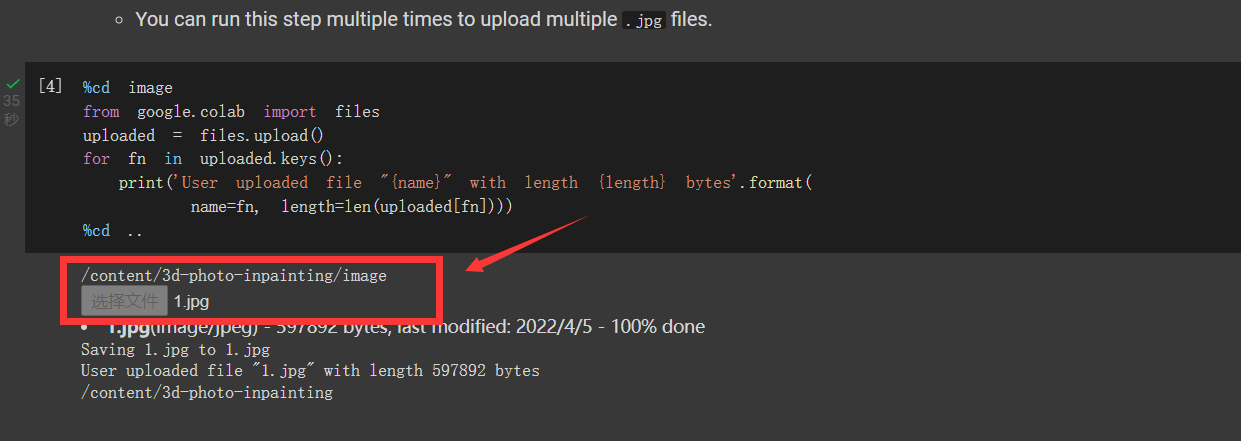 You can run this step multiple times to upload multiple .jpg files.
[4] %cd image
35
秒
from google.colab import files
uploaded = files.upload()
for fn in uploaded.keys():
print('User uploaded file "{name}" with length {length} bytes'.format(
name=fn, length=len(uploaded[fn])))
%cd ..
/content/3d-photo-inpainting/image
选择文件 1.jpg
1.jpg(image/jpeg) - 597892 bytes, last modified: 2022/4/5 - 100% done
Saving 1.jpg to 1.jpg
User uploaded file "1.jpg" with length 597892 bytes
/content/3d-photo-inpainting